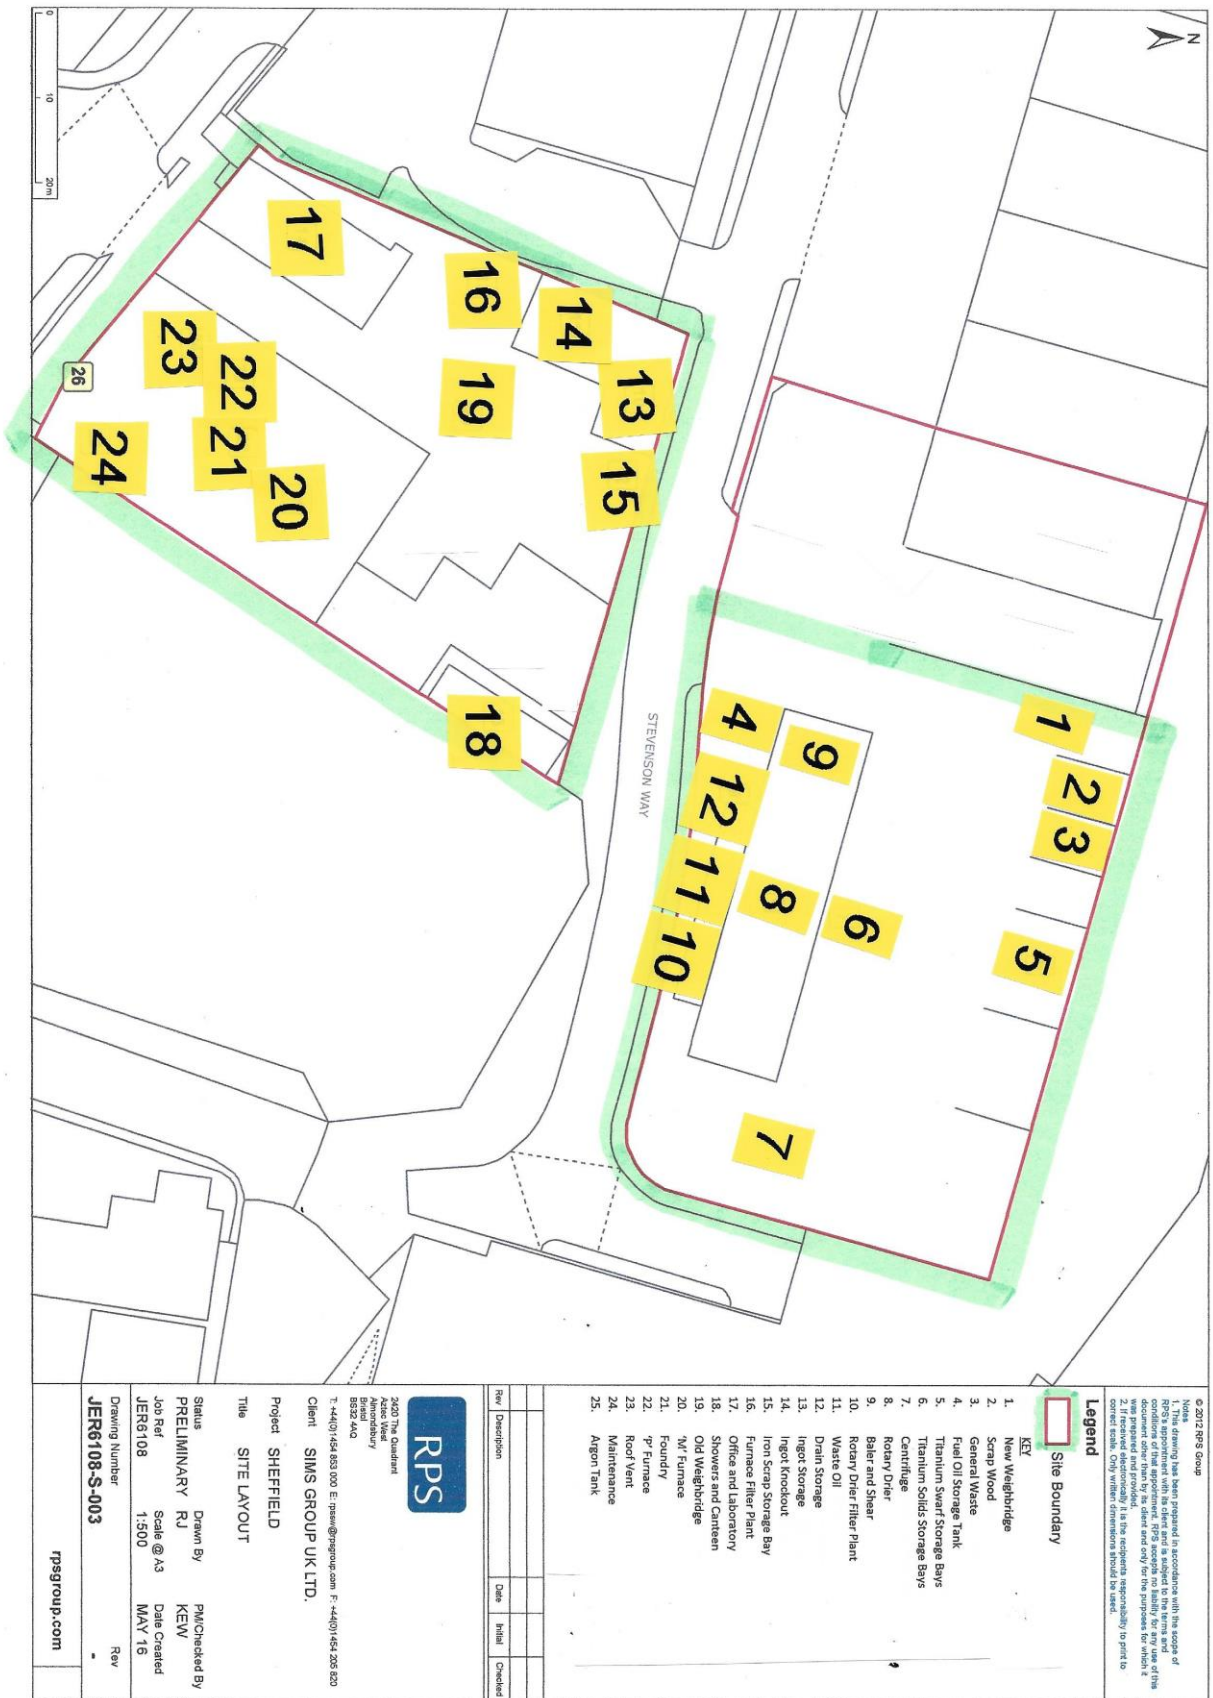 N
0
10
20m
1
2
3
4
5
6
7
8
9
10
11
12
13
14
15
16
17
18
19
20
21
22
23
24
26
STEVENSON WAY
© 2012 RPS Group
Notes
1. This drawing has been prepared in accordance with the scope of
RPS's appointment with its client and is subject to the terms and
conditions of that appointment. RPS accepts no liability for any use of this
document other than by its client and only for the purposes for which it
was prepared and provided.
2. If received electronically it is the recipients responsibility to print to
correct scale. Only written dimensions should be used.
Legend
Site Boundary
KEY
1. New Weighbridge
2. Scrap Wood
3. General Waste
4. Fuel Oil Storage Tank
5. Titanium Swarf Storage Bays
6. Titanium Solids Storage Bays
7. Centrifuge
8. Rotary Drier
9. Baler and Shear
10. Rotary Drier Filter Plant
11. Waste Oil
12. Drain Storage
13. Ingot Storage
14. Ingot Knockout
15. Iron Scrap Storage Bay
16. Furnace Filter Plant
17. Office and Laboratory
18. Showers and Canteen
19. Old Weighbridge
20. 'M' Furnace
21. Foundry
22. 'P' Furnace
23. Roof Vent
24. Maintenance
25. Argon Tank
Rev Description Date Initial Checked
RPS
2420 The Quadrant
Aztec West
Almondsbury
Bristol
BS32 4AQ
T: +44(0)1454 853 000 E: rpssw@rpsgroup.com F: +44(0)1454 205 820
Client SIMS GROUP UK LTD.
Project SHEFFIELD
Title SITE LAYOUT
Status Drawn By PM/Checked By
PRELIMINARY RJ KEW
Job Ref Scale @ A3 Date Created
JER6108 1:500 MAY 16
Drawing Number Rev
JER6108-S-003 -
rpsgroup.com